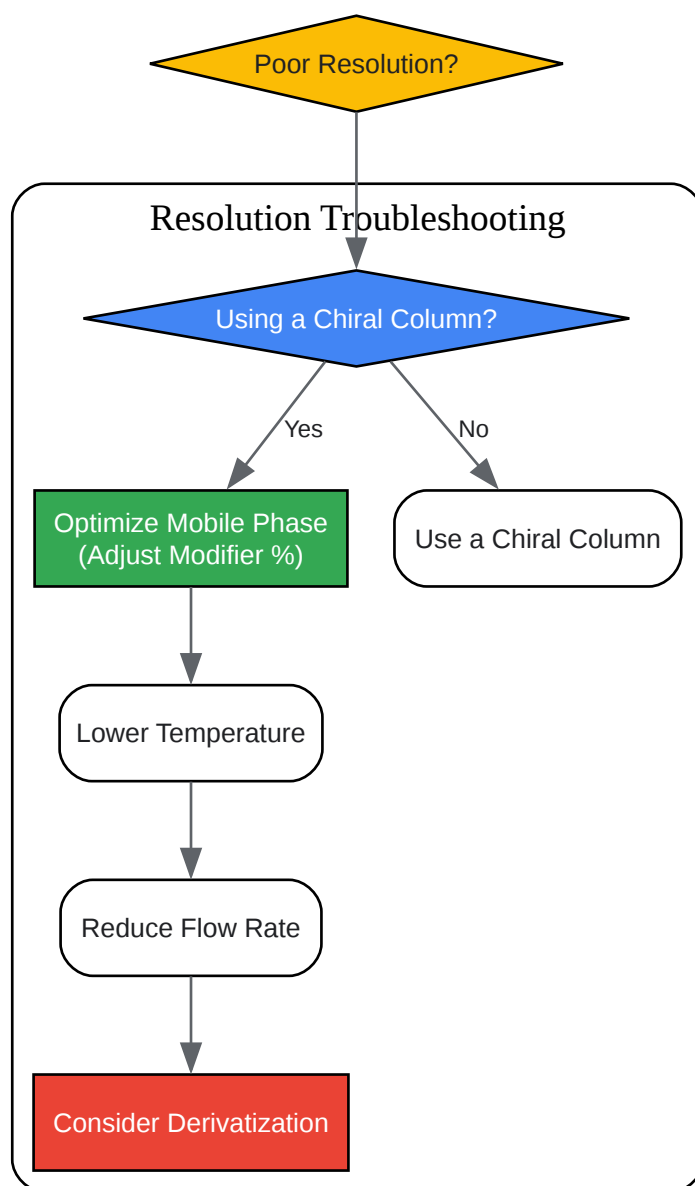 Poor Resolution?
Resolution Troubleshooting
Using a Chiral Column?
Yes
No
Optimize Mobile Phase
(Adjust Modifier %)
Use a Chiral Column
Lower Temperature
Reduce Flow Rate
Consider Derivatization